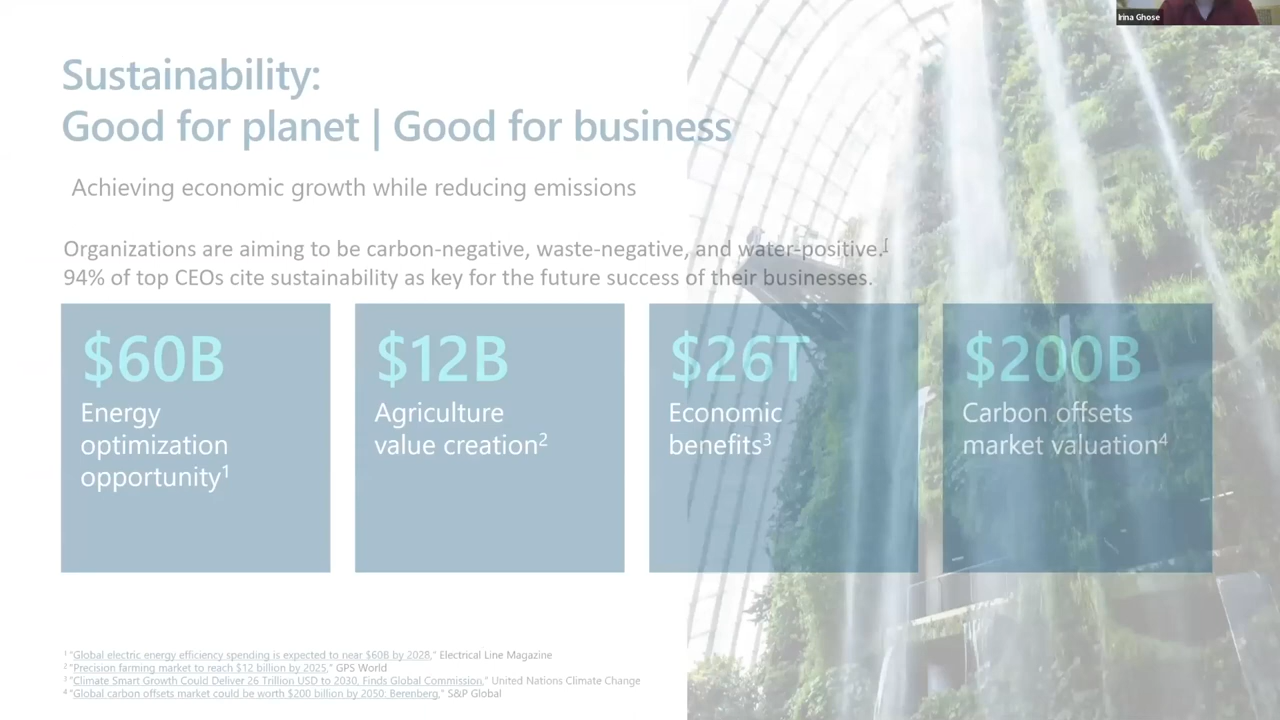 Irina Ghose
Sustainability:
Good for planet | Good for business
Achieving economic growth while reducing emissions
Organizations are aiming to be carbon-negative, waste-negative, and water-positive.
94% of top CEOs cite sustainability as key for the future success of their businesses.
$60B
Energy
optimization
opportunity¹
$12B
Agriculture
value creation²
$26T
Economic
benefits³
$200B
Carbon offsets
market valuation⁴
¹ "Global electric energy efficiency spending is expected to near $60B by 2028," Electrical Line Magazine
² "Precision farming market to reach $12 billion by 2025," GPS World
³ "Climate Smart Growth Could Deliver 26 Trillion USD to 2030, Finds Global Commission," United Nations Climate Change
⁴ "Global carbon offsets market could be worth $200 billion by 2050: Berenberg," S&P Global